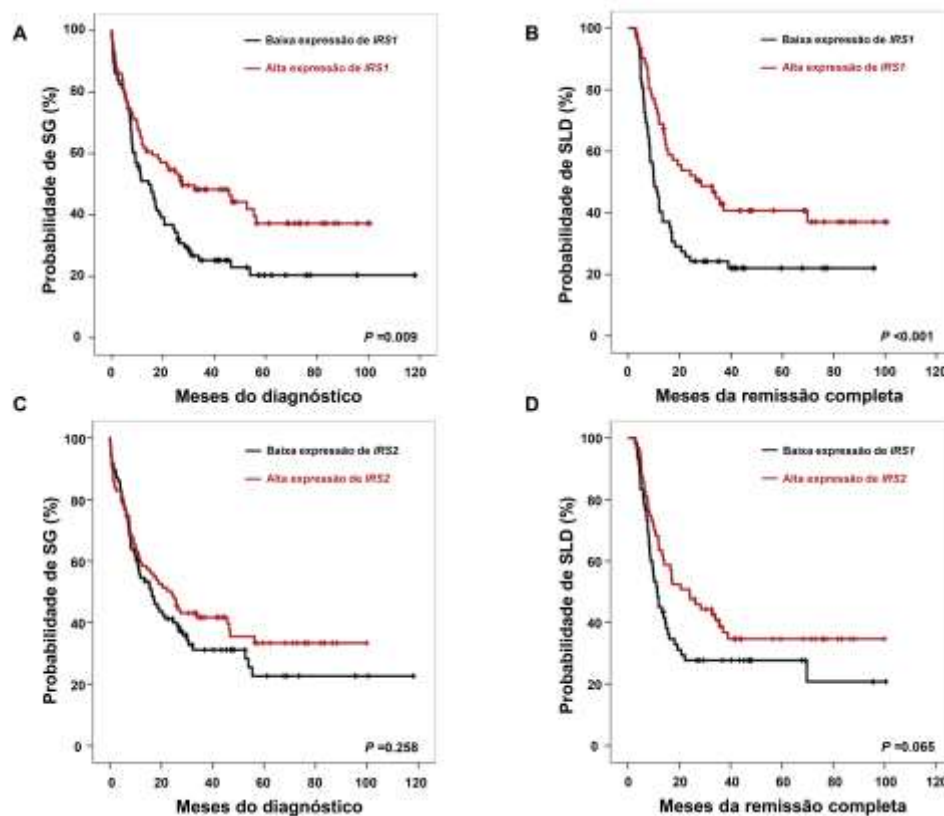 A
100
80
60
40
20
0
Probabilidade de SG (%)
Baixa expressão de IRS1
Alta expressão de IRS1
P =0.009
0 20 40 60 80 100 120
Meses do diagnóstico
B
100
80
60
40
20
0
Probabilidade de SLD (%)
Baixa expressão de IRS1
Alta expressão de IRS1
P <0.001
0 20 40 60 80 100 120
Meses da remissão completa
C
100
80
60
40
20
0
Probabilidade de SG (%)
Baixa expressão de IRS2
Alta expressão de IRS2
P =0.258
0 20 40 60 80 100 120
Meses do diagnóstico
D
100
80
60
40
20
0
Probabilidade de SLD (%)
Baixa expressão de IRS1
Alta expressão de IRS2
P =0.065
0 20 40 60 80 100 120
Meses da remissão completa